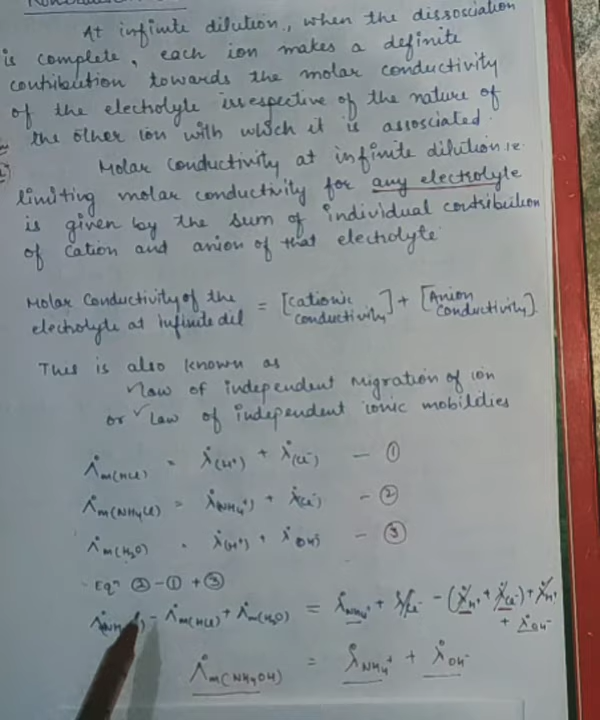 At infinite dilution, when the dissociation
is complete, each ion makes a definite
contribution towards the molar conductivity
of the electrolyte irrespective of the nature of
the other ion with which it is associated.
Molar conductivity at infinite dilution i.e.
limiting molar conductivity for any electrolyte
is given by the sum of individual contribution
of cation and anion of that electrolyte
Molar Conductivity of the = [Cationic conductivity] + [Anion conductivity].
electrolyte at infinite dil
This is also known as
✓ law of independent migration of ion
or ✓ law of independent ionic mobilities
Λ°m(HCl) = λ°(H⁺) + λ°(Cl⁻) — ①
Λ°m(NH₄Cl) = λ°(NH₄⁺) + λ°(Cl⁻) — ②
Λ°m(H₂O) = λ°(H⁺) + λ°(OH⁻) — ③
Eqⁿ ② - ① + ③
- Λ°m(HCl) + Λ°m(H₂O) = λ°NH₄⁺ + λ°Cl⁻ - (λ°H⁺ + λ°Cl⁻) + λ°H⁺
+ λ°OH⁻
Λ°m(NH₄OH) = λ°NH₄⁺ + λ°OH⁻